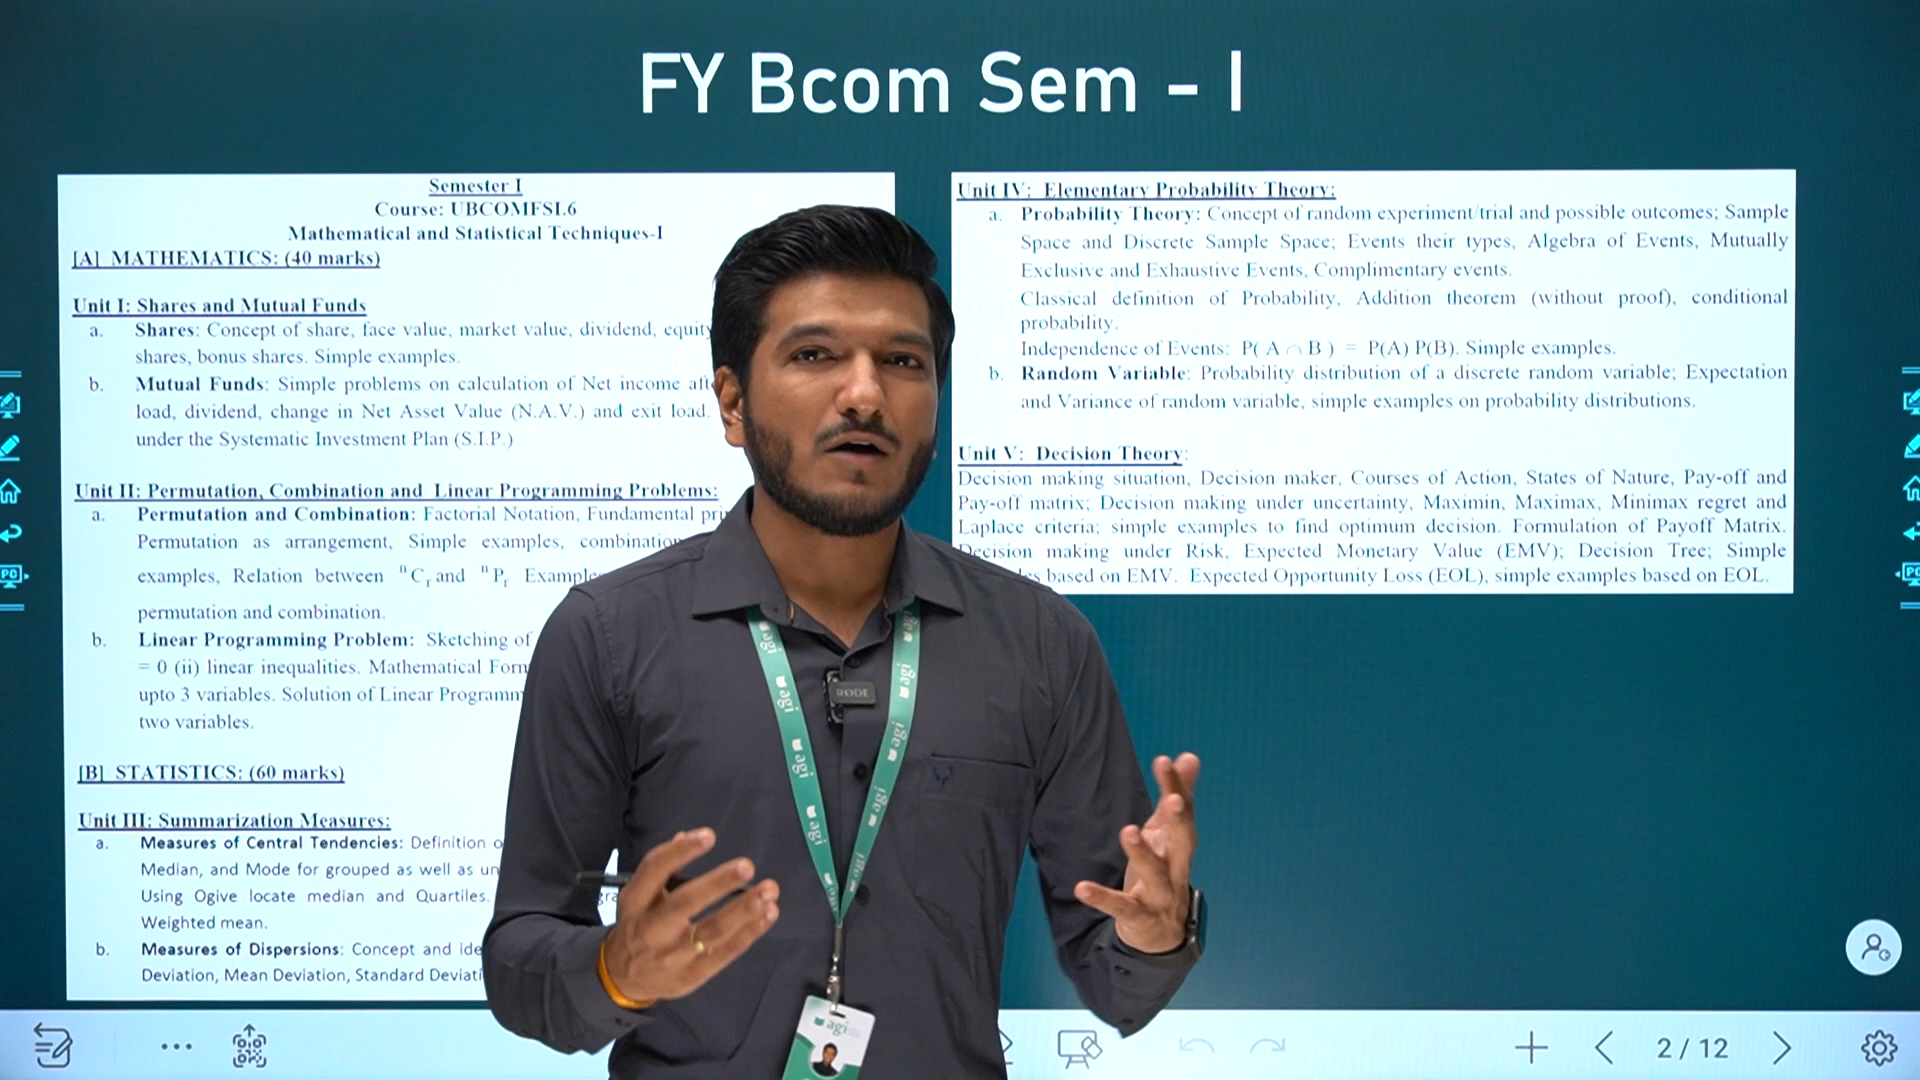 FY Bcom Sem - I
Semester I
Course: UBCOMFSI.6
Mathematical and Statistical Techniques-I
[A] MATHEMATICS: (40 marks)
Unit I: Shares and Mutual Funds
a. Shares: Concept of share, face value, market value, dividend, equity
shares, bonus shares. Simple examples.
b. Mutual Funds: Simple problems on calculation of Net income
load, dividend, change in Net Asset Value (N.A.V.) and exit load.
under the Systematic Investment Plan (S.I.P.)
Unit II: Permutation, Combination and Linear Programming Problems:
a. Permutation and Combination: Factorial Notation, Fundamental
Permutation as arrangement, Simple examples, combination
examples, Relation between ⁿCᵣ and ⁿPᵣ
permutation and combination.
b. Linear Programming Problem: Sketching of
= 0 (ii) linear inequalities. Mathematical
upto 3 variables. Solution of Linear
two variables.
[B] STATISTICS: (60 marks)
Unit III: Summarization Measures:
a. Measures of Central Tendencies: Definition
Median, and Mode for grouped as well as
Using Ogive locate median and Quartiles.
Weighted mean.
b. Measures of Dispersions: Concept and
Deviation, Mean Deviation, Standard
Unit IV: Elementary Probability Theory:
a. Probability Theory: Concept of random experiment/trial and possible outcomes; Sample
Space and Discrete Sample Space; Events their types, Algebra of Events, Mutually
Exclusive and Exhaustive Events, Complimentary events.
Classical definition of Probability, Addition theorem (without proof), conditional
probability.
Independence of Events: P( A ∩ B ) = P(A) P(B). Simple examples.
b. Random Variable: Probability distribution of a discrete random variable; Expectation
and Variance of random variable, simple examples on probability distributions.
Unit V: Decision Theory:
Decision making situation, Decision maker, Courses of Action, States of Nature, Pay-off and
Pay-off matrix; Decision making under uncertainty, Maximin, Maximax, Minimax regret and
Laplace criteria; simple examples to find optimum decision. Formulation of Payoff Matrix.
Decision making under Risk, Expected Monetary Value (EMV); Decision Tree; Simple
based on EMV. Expected Opportunity Loss (EOL), simple examples based on EOL.
RØDE
agi
agi
agi
agi
agi
agi
agi
agi
agi
PC
2 / 12